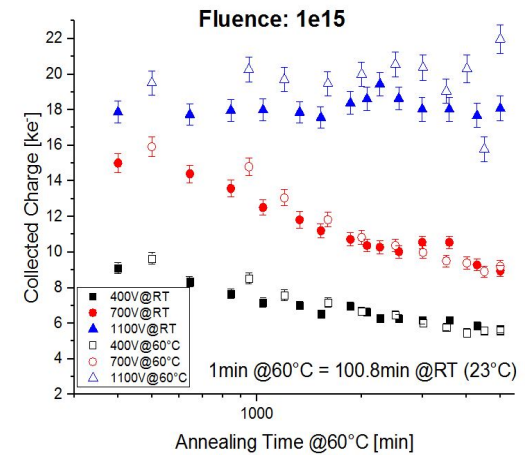 Fluence: 1e15
22
20
18
16
14
12
10
8
6
4
2
Collected Charge [ke⁻]
400V@RT
700V@RT
1100V@RT
400V@60°C
700V@60°C
1100V@60°C
1min @60°C = 100.8min @RT (23°C)
1000
Annealing Time @60°C [min]